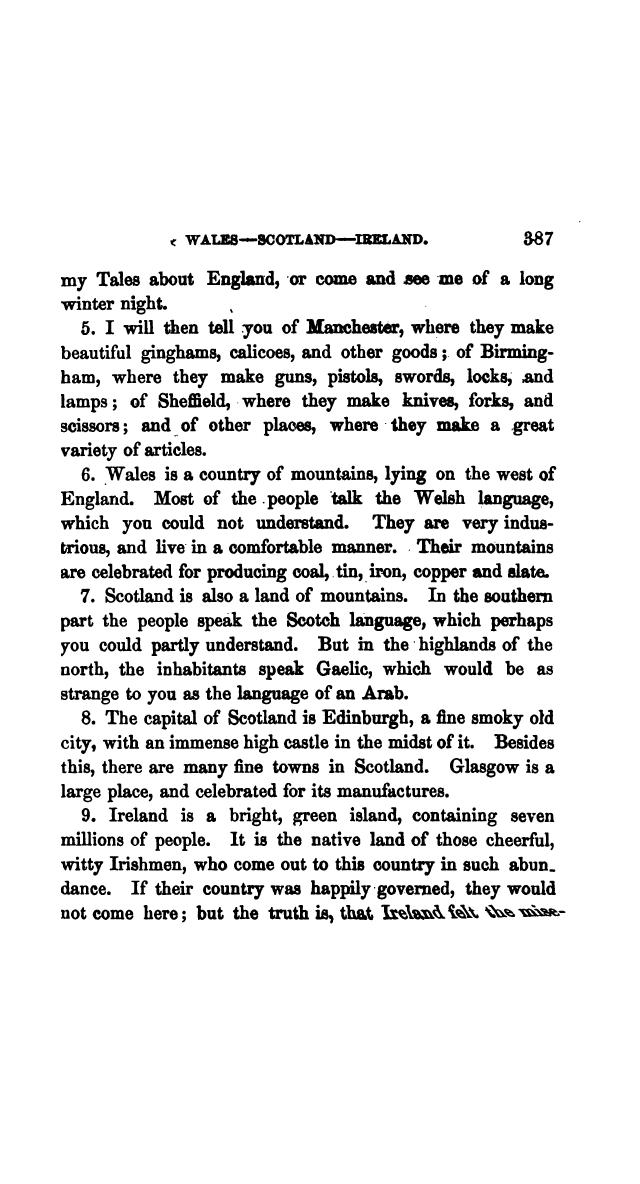 WALES—SCOTLAND—IRELAND. 387
my Tales about England, or come and see me of a long
winter night.
5. I will then tell you of Manchester, where they make
beautiful ginghams, calicoes, and other goods; of Birming-
ham, where they make guns, pistols, swords, locks, and
lamps; of Sheffield, where they make knives, forks, and
scissors; and of other places, where they make a great
variety of articles.
6. Wales is a country of mountains, lying on the west of
England. Most of the people talk the Welsh language,
which you could not understand. They are very indus-
trious, and live in a comfortable manner. Their mountains
are celebrated for producing coal, tin, iron, copper and slate.
7. Scotland is also a land of mountains. In the southern
part the people speak the Scotch language, which perhaps
you could partly understand. But in the highlands of the
north, the inhabitants speak Gaelic, which would be as
strange to you as the language of an Arab.
8. The capital of Scotland is Edinburgh, a fine smoky old
city, with an immense high castle in the midst of it. Besides
this, there are many fine towns in Scotland. Glasgow is a
large place, and celebrated for its manufactures.
9. Ireland is a bright, green island, containing seven
millions of people. It is the native land of those cheerful,
witty Irishmen, who come out to this country in such abun-
dance. If their country was happily governed, they would
not come here; but the truth is, that Ireland felt the mise-